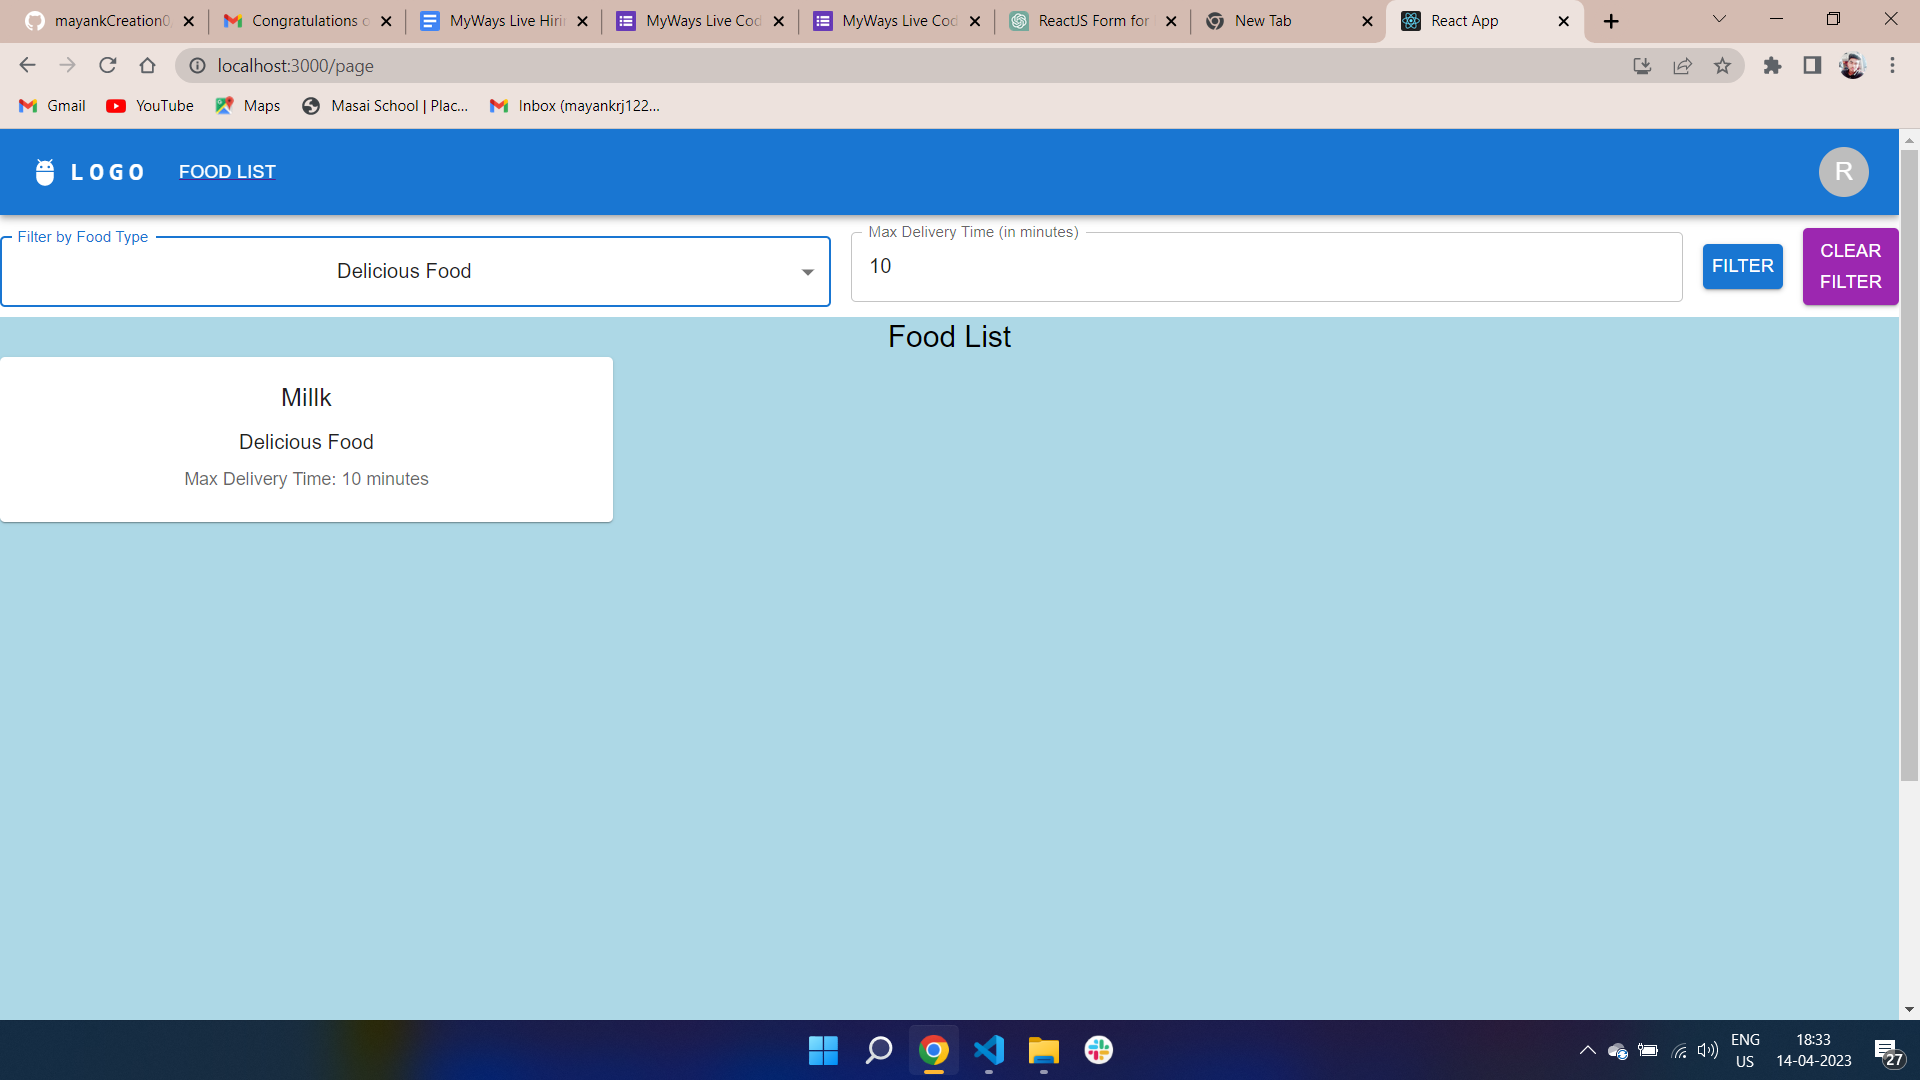 mayankCreation0
Congratulations o
MyWays Live Hiri
MyWays Live Cod
MyWays Live Cod
ReactJS Form for
New Tab
React App
localhost:3000/page
Gmail
YouTube
Maps
Masai School | Plac...
Inbox (mayankrj122...
LOGO
FOOD LIST
R
Filter by Food Type
Delicious Food
Max Delivery Time (in minutes)
10
FILTER
CLEAR
FILTER
Food List
Millk
Delicious Food
Max Delivery Time: 10 minutes
ENG
US
18:33
14-04-2023
27